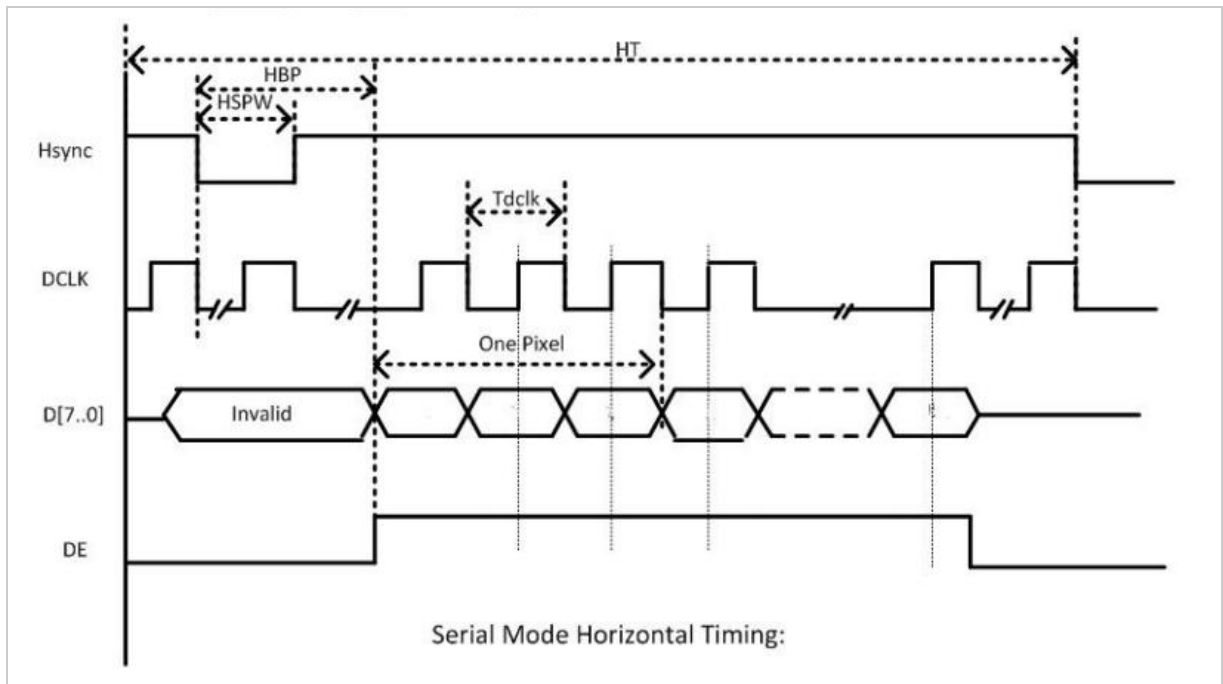 HT
HBP
HSPW
Hsync
Tdclk
DCLK
One Pixel
D[7..0]
Invalid
DE
Serial Mode Horizontal Timing: